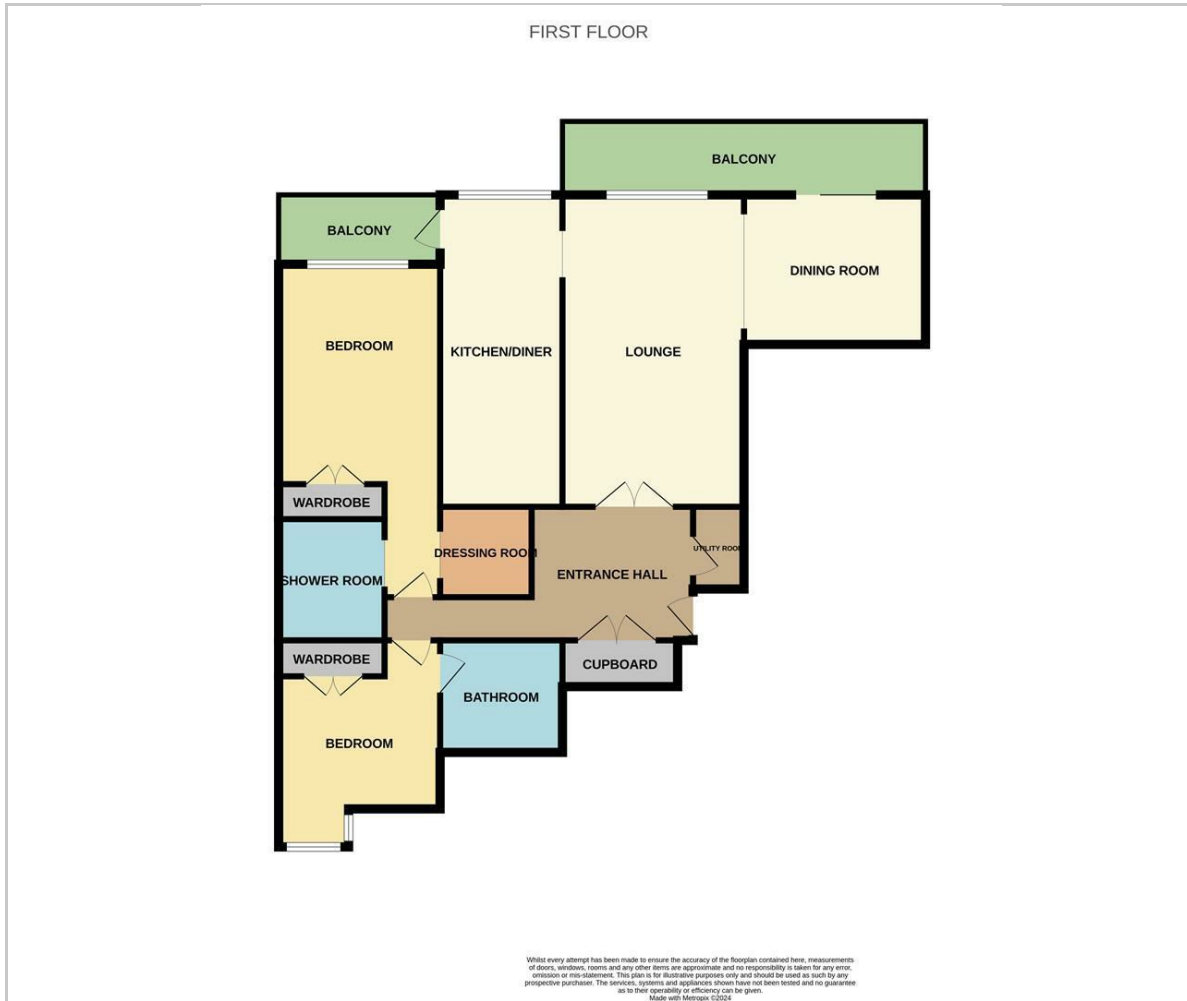 FIRST FLOOR
BALCONY
BALCONY
DINING ROOM
BEDROOM
KITCHEN/DINER
LOUNGE
WARDROBE
DRESSING ROOM
UTILITY ROOM
ENTRANCE HALL
SHOWER ROOM
WARDROBE
CUPBOARD
BATHROOM
BEDROOM
Whilst every attempt has been made to ensure the accuracy of the floorplan contained here, measurements
of doors, windows, rooms and any other items are approximate and no responsibility is taken for any error,
omission or mis-statement. This plan is for illustrative purposes only and should be used as such by any
prospective purchaser. The services, systems and appliances shown have not been tested and no guarantee
as to their operability or efficiency can be given.
Made with Metropix ©2024